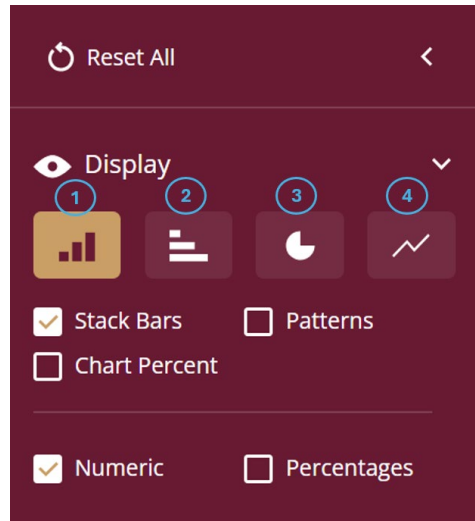 Reset All
Display
1 2 3 4
Stack Bars Patterns
Chart Percent
Numeric Percentages